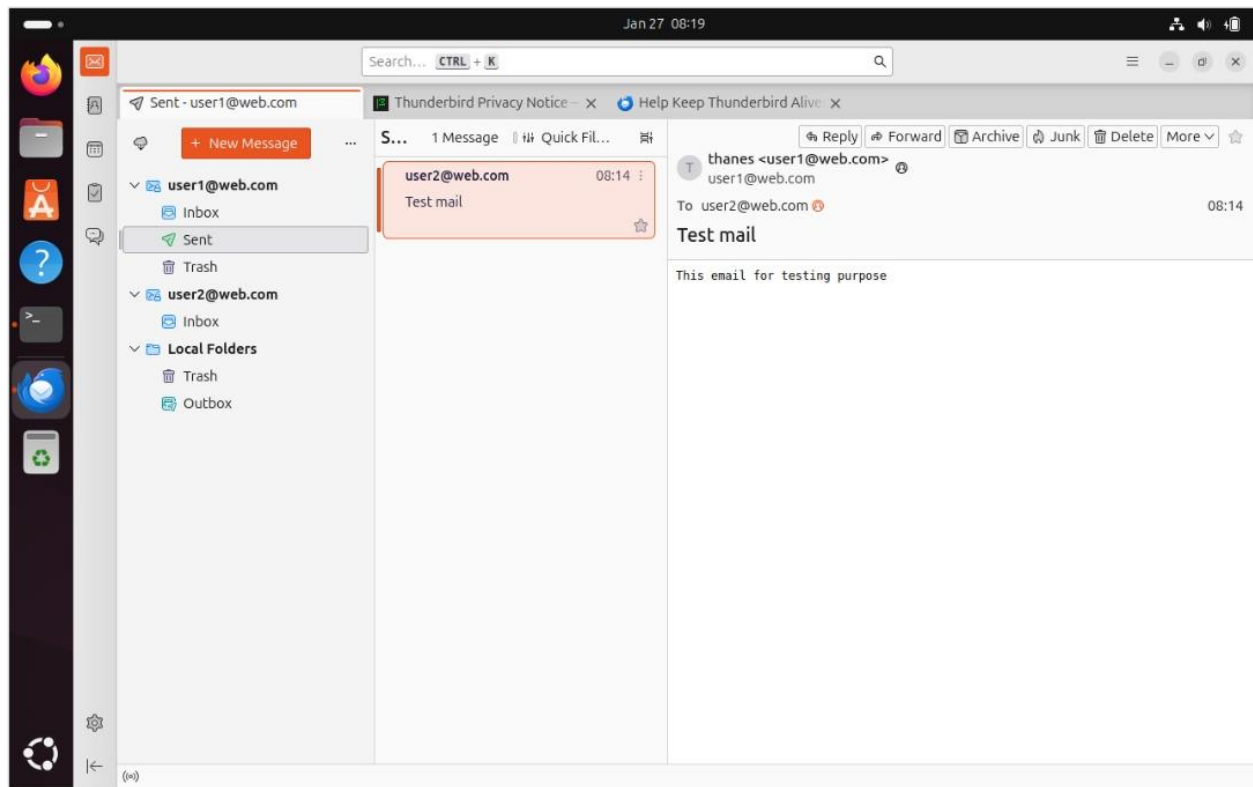 Jan 27 08:19
Search... CTRL + K
Sent - user1@web.com
Thunderbird Privacy Notice –
Help Keep Thunderbird Alive
+ New Message
S... 1 Message Quick Fil...
Reply Forward Archive Junk Delete More
user1@web.com
Inbox
Sent
Trash
user2@web.com
Inbox
Local Folders
Trash
Outbox
user2@web.com 08:14
Test mail
T
thanes <user1@web.com>
user1@web.com
To user2@web.com 08:14
Test mail
This email for testing purpose